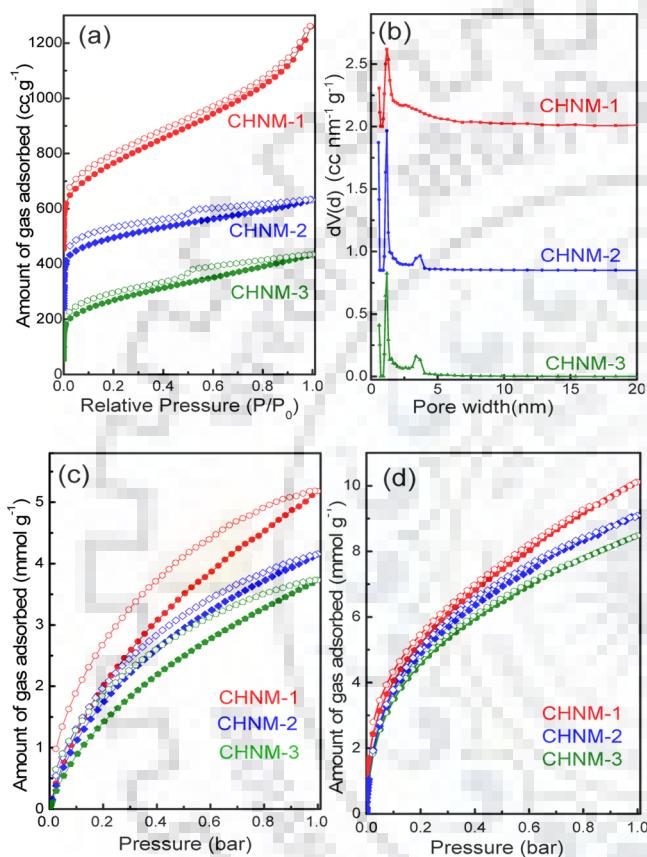 (a)
Amount of gas adsorbed (cc g-1)
1200
1000
800
600
400
200
0
CHNM-1
CHNM-2
CHNM-3
0.0 0.2 0.4 0.6 0.8 1.0
Relative Pressure (P/P0)
(b)
dV(d) (cc nm-1 g-1)
2.5
2.0
1.5
1.0
0.5
0.0
CHNM-1
CHNM-2
CHNM-3
0 5 10 15 20
Pore width(nm)
(c)
Amount of gas adsorbed (mmol g-1)
5
4
3
2
1
0
CHNM-1
CHNM-2
CHNM-3
0.0 0.2 0.4 0.6 0.8 1.0
Pressure (bar)
(d)
Amount of gas adsorbed (mmol g-1)
10
8
6
4
2
0
CHNM-1
CHNM-2
CHNM-3
0.0 0.2 0.4 0.6 0.8 1.0
Pressure (bar)